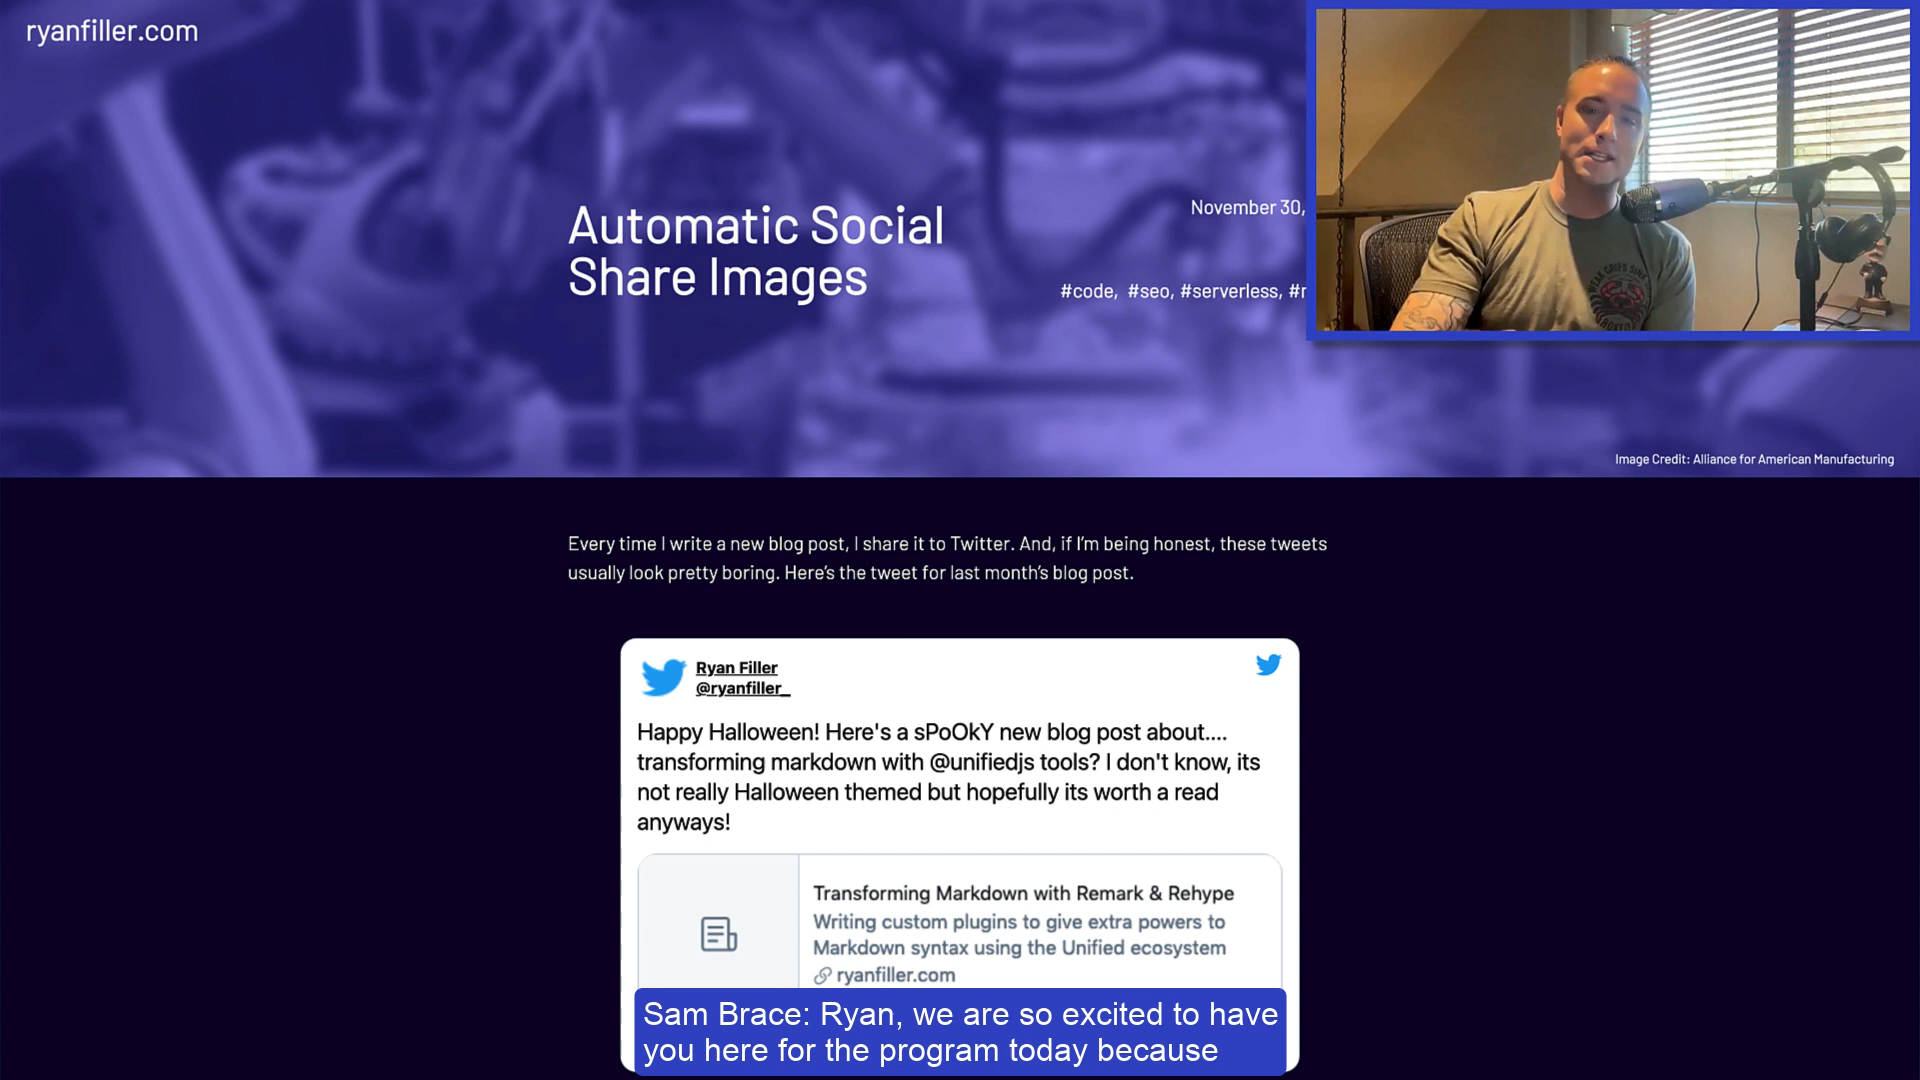 ryanfiller.com
Automatic Social
Share Images
November 30,
#code, #seo, #serverless,
Image Credit: Alliance for American Manufacturing
Every time I write a new blog post, I share it to Twitter. And, if I'm being honest, these tweets
usually look pretty boring. Here's the tweet for last month's blog post.
Ryan Filler
@ryanfiller_
Happy Halloween! Here's a sPoOkY new blog post about....
transforming markdown with @unifiedjs tools? I don't know, its
not really Halloween themed but hopefully its worth a read
anyways!
Transforming Markdown with Remark & Rehype
Writing custom plugins to give extra powers to
Markdown syntax using the Unified ecosystem
ryanfiller.com
Sam Brace: Ryan, we are so excited to have
you here for the program today because